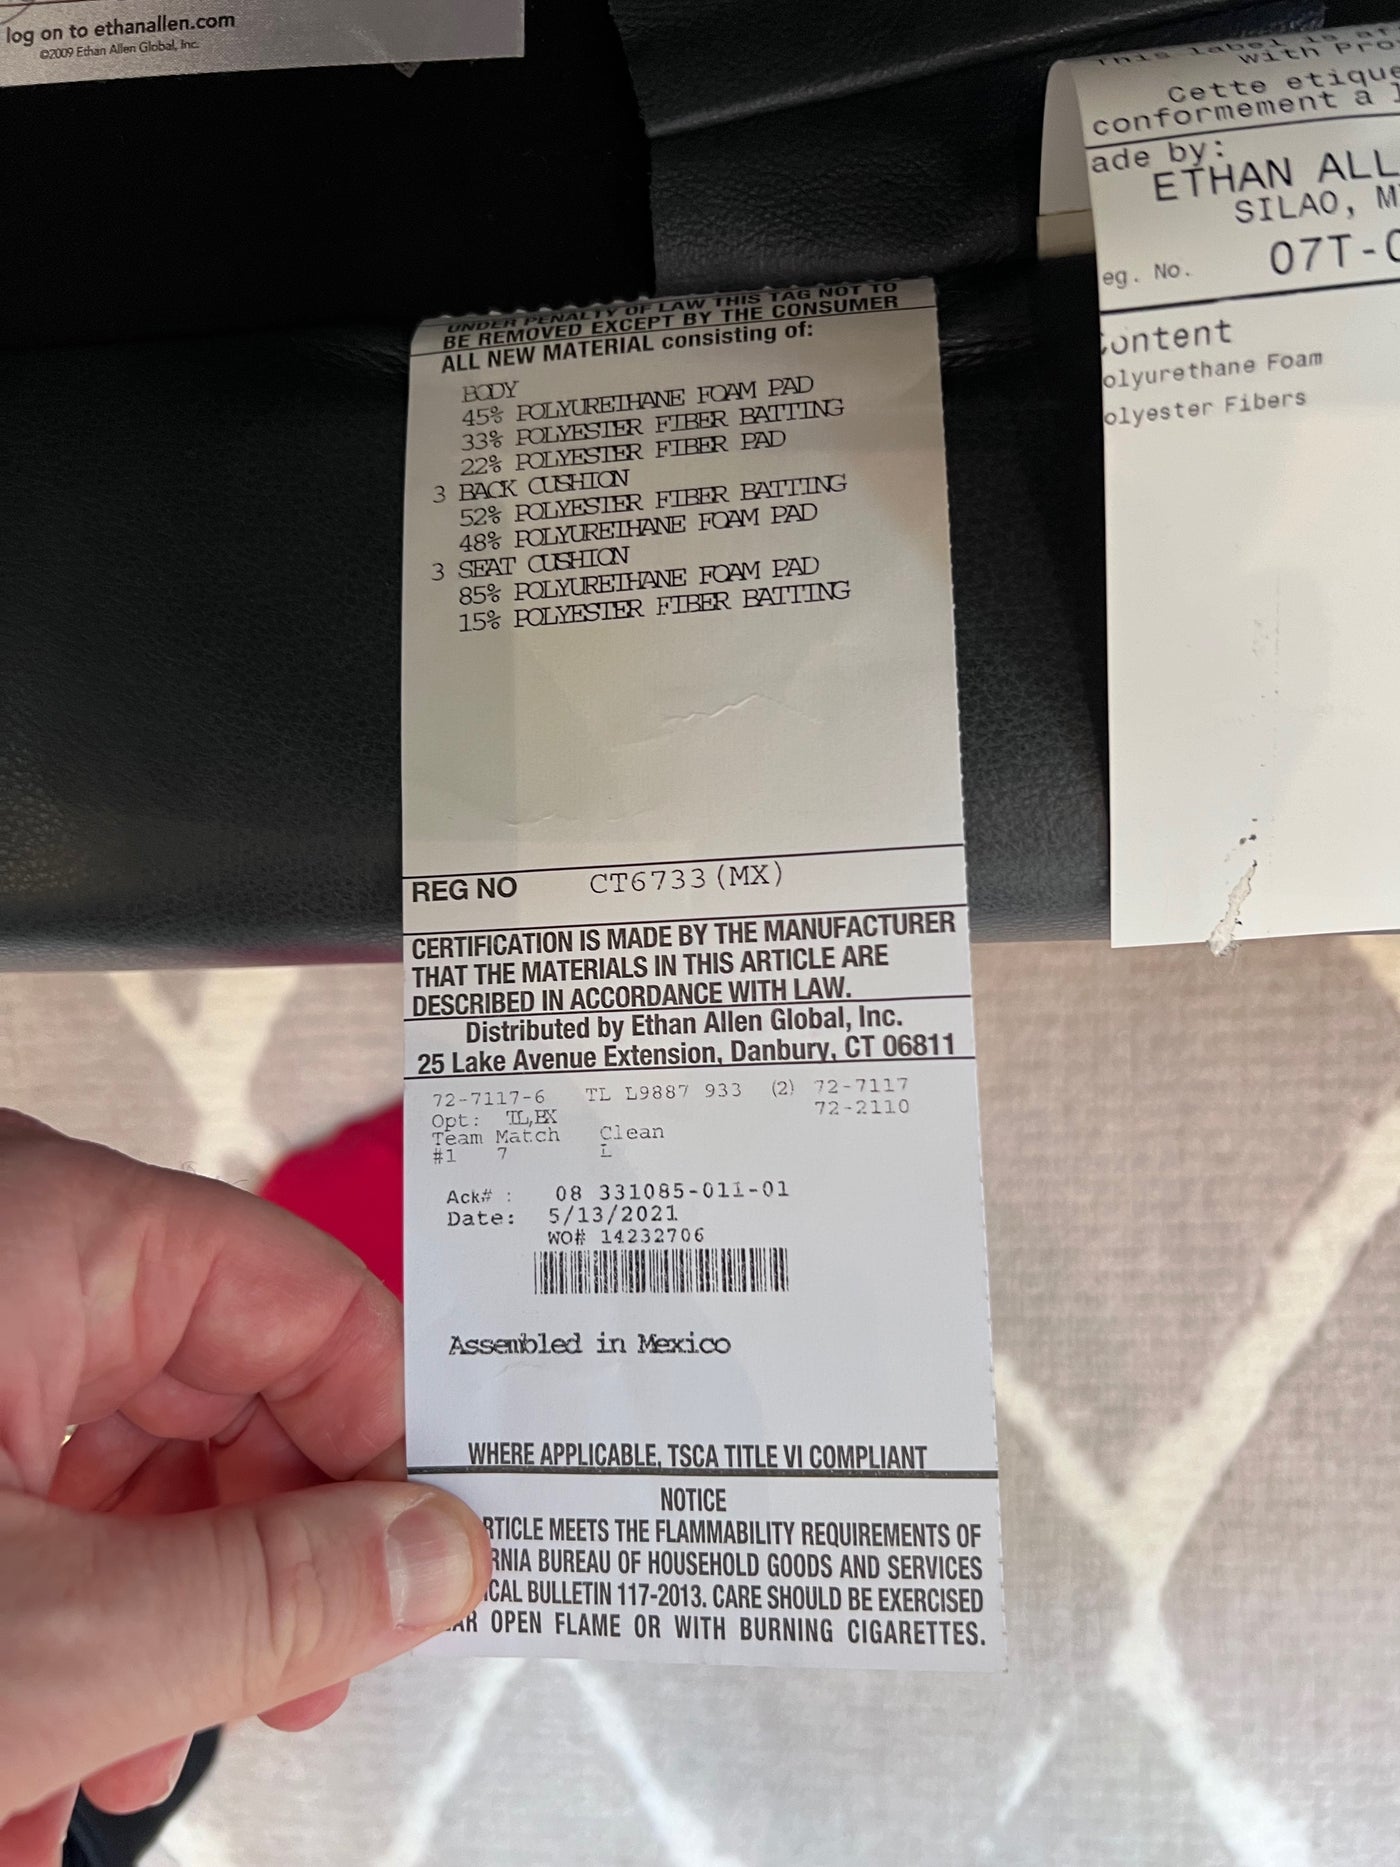 log on to ethanallen.com
©2009 Ethan Allen Global, Inc.
UNDER PENALTY OF LAW THIS TAG NOT TO
BE REMOVED EXCEPT BY THE CONSUMER
ALL NEW MATERIAL consisting of:
BODY
45% POLYURETHANE FOAM PAD
33% POLYESTER FIBER BATTING
22% POLYESTER FIBER PAD
3 BACK CUSHION
52% POLYESTER FIBER BATTING
48% POLYURETHANE FOAM PAD
3 SEAT CUSHION
85% POLYURETHANE FOAM PAD
15% POLYESTER FIBER BATTING
REG NO CT6733(MX)
CERTIFICATION IS MADE BY THE MANUFACTURER
THAT THE MATERIALS IN THIS ARTICLE ARE
DESCRIBED IN ACCORDANCE WITH LAW.
Distributed by Ethan Allen Global, Inc.
25 Lake Avenue Extension, Danbury, CT 06811
72-7117-6 TL L9887 933 (2) 72-7117
72-2110
Opt: TL,EX
Team Match Clean
#1 7 L
Ack# : 08 331085-011-01
Date: 5/13/2021
WO# 14232706
Assembled in Mexico
WHERE APPLICABLE, TSCA TITLE VI COMPLIANT
NOTICE
RTICLE MEETS THE FLAMMABILITY REQUIREMENTS OF
RNIA BUREAU OF HOUSEHOLD GOODS AND SERVICES
ICAL BULLETIN 117-2013. CARE SHOULD BE EXERCISED
AR OPEN FLAME OR WITH BURNING CIGARETTES.
This label is
with Pro
Cette etique
conformement a l
ade by:
ETHAN ALL
SILAO, M
eg. No. 07T-
Content
olyurethane Foam
olyester Fibers